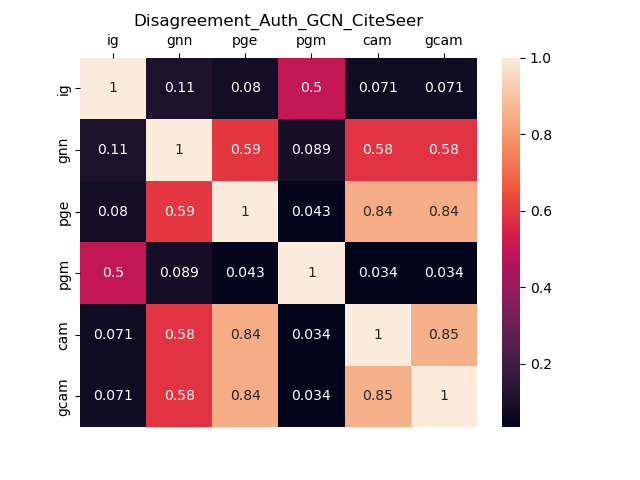 Disagreement_Auth_GCN_CiteSeer
ig gnn pge pgm cam gcam
ig 1 0.11 0.08 0.5 0.071 0.071
gnn 0.11 1 0.59 0.089 0.58 0.58
pge 0.08 0.59 1 0.043 0.84 0.84
pgm 0.5 0.089 0.043 1 0.034 0.034
cam 0.071 0.58 0.84 0.034 1 0.85
gcam 0.071 0.58 0.84 0.034 0.85 1
1.0
0.8
0.6
0.4
0.2